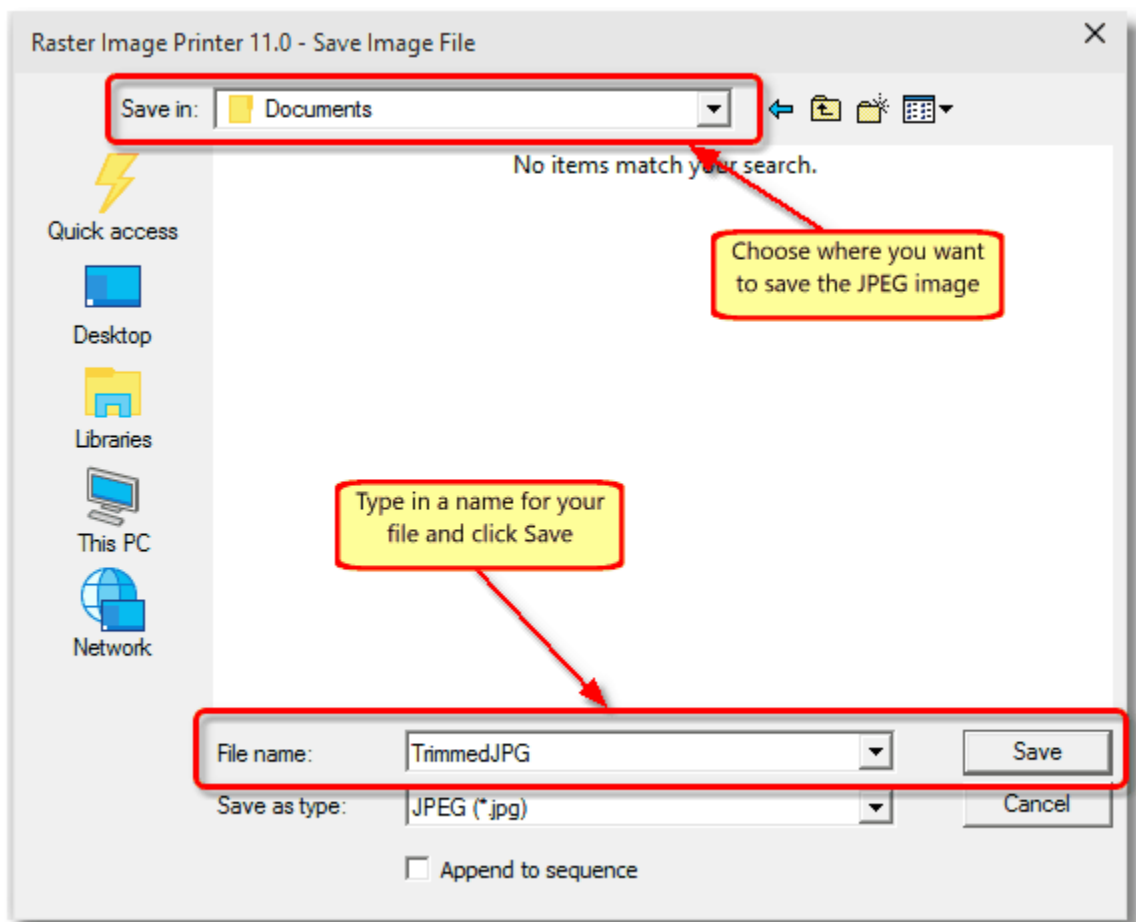 Raster Image Printer 11.0 - Save Image File
Save in: Documents
No items match your search.
Quick access
Choose where you want
to save the JPEG image
Desktop
Libraries
Type in a name for your
file and click Save
This PC
Network
File name: TrimmedJPG Save
Save as type: JPEG (*.jpg) Cancel
Append to sequence